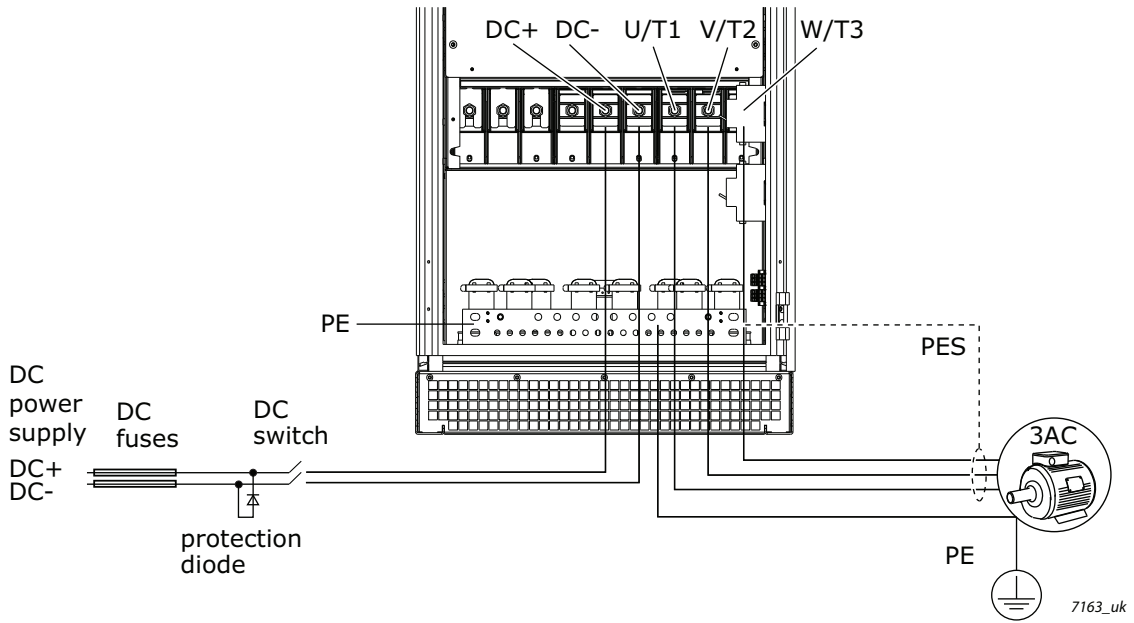 DC+ DC- U/T1 V/T2 W/T3
PE
PES
DC
power
supply
DC
fuses
DC
switch
3AC
DC+
DC-
protection
diode
PE
7163_uk